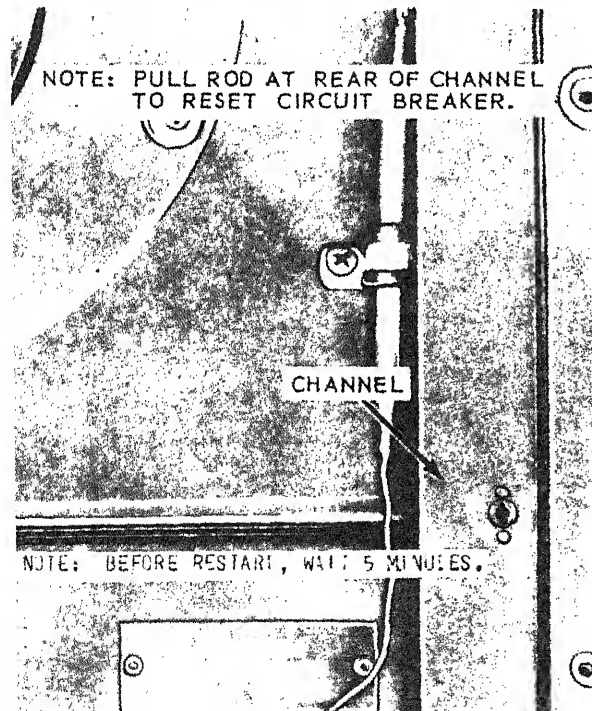 NOTE: PULL ROD AT REAR OF CHANNEL
TO RESET CIRCUIT BREAKER.
CHANNEL
NOTE: BEFORE RESTART, WAIT 5 MINUTES.